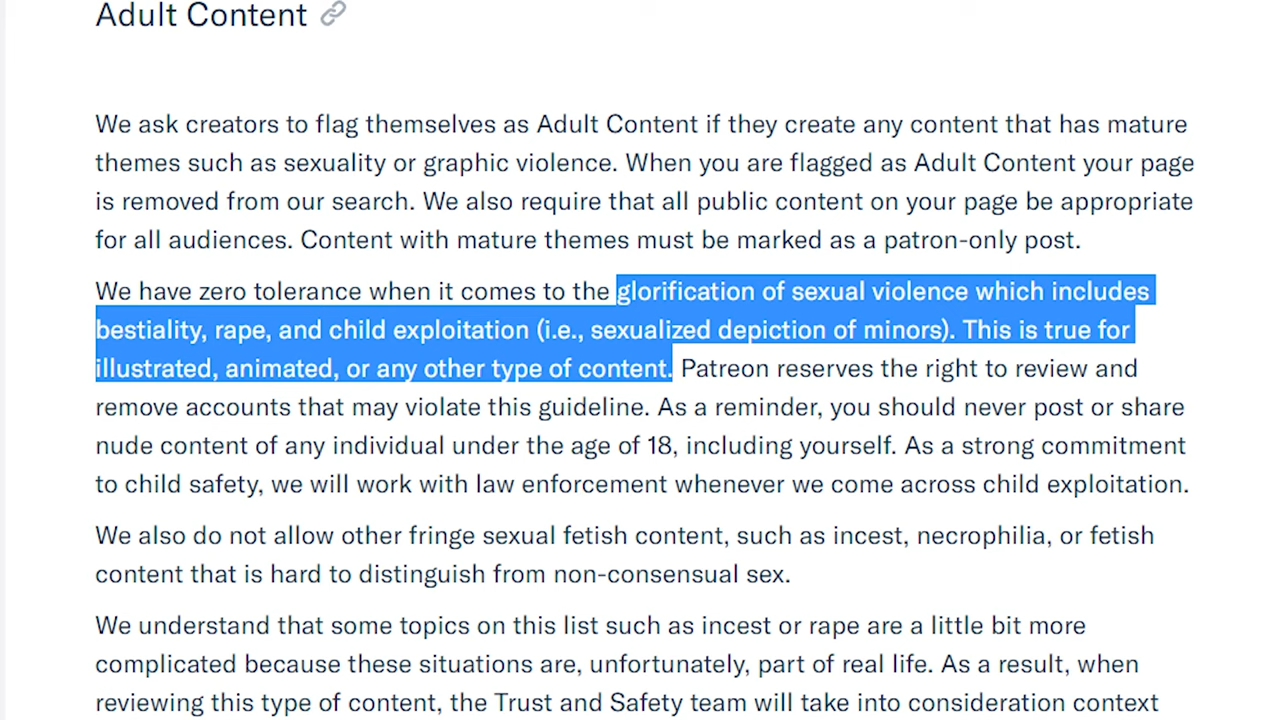 Adult Content
We ask creators to flag themselves as Adult Content if they create any content that has mature
themes such as sexuality or graphic violence. When you are flagged as Adult Content your page
is removed from our search. We also require that all public content on your page be appropriate
for all audiences. Content with mature themes must be marked as a patron-only post.
We have zero tolerance when it comes to the glorification of sexual violence which includes
bestiality, rape, and child exploitation (i.e., sexualized depiction of minors). This is true for
illustrated, animated, or any other type of content. Patreon reserves the right to review and
remove accounts that may violate this guideline. As a reminder, you should never post or share
nude content of any individual under the age of 18, including yourself. As a strong commitment
to child safety, we will work with law enforcement whenever we come across child exploitation.
We also do not allow other fringe sexual fetish content, such as incest, necrophilia, or fetish
content that is hard to distinguish from non-consensual sex.
We understand that some topics on this list such as incest or rape are a little bit more
complicated because these situations are, unfortunately, part of real life. As a result, when
reviewing this type of content, the Trust and Safety team will take into consideration context